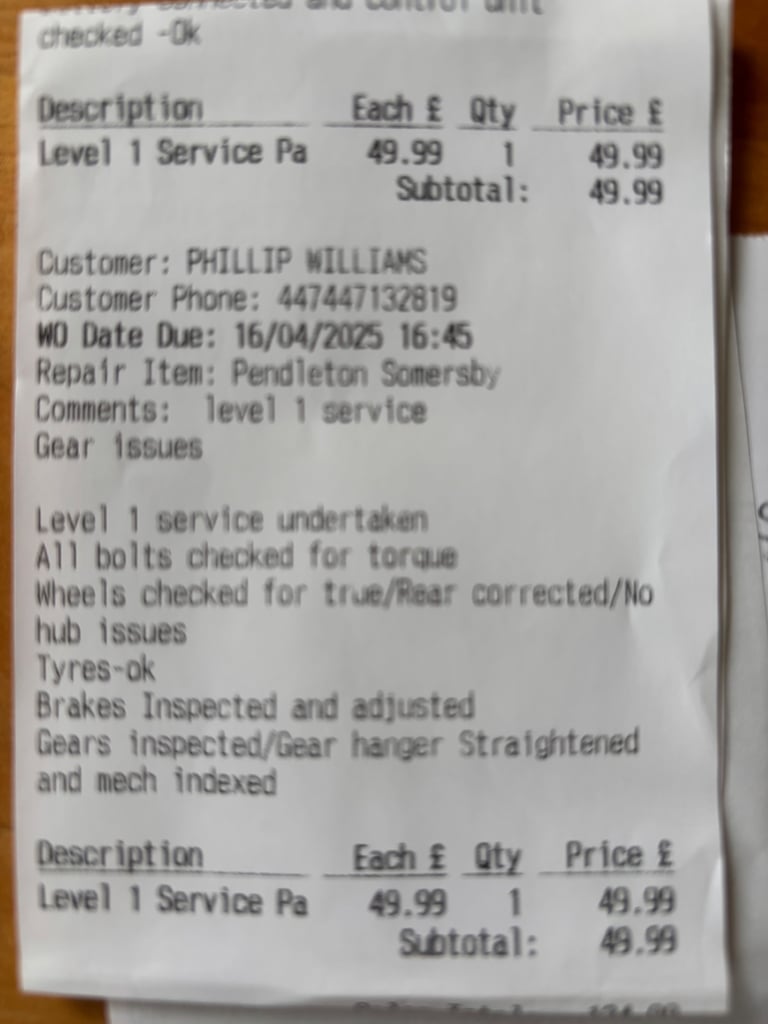 connected and control unit
checked -Ok
Description Each £ Qty Price £
Level 1 Service Pa 49.99 1 49.99
Subtotal: 49.99
Customer: PHILLIP WILLIAMS
Customer Phone: 447447132819
WO Date Due: 16/04/2025 16:45
Repair Item: Pendleton Somersby
Comments: level 1 service
Gear issues
Level 1 service undertaken
All bolts checked for torque
Wheels checked for true/Rear corrected/No
hub issues
Tyres-ok
Brakes Inspected and adjusted
Gears inspected/Gear hanger Straightened
and mech indexed
Description Each £ Qty Price £
Level 1 Service Pa 49.99 1 49.99
Subtotal: 49.99